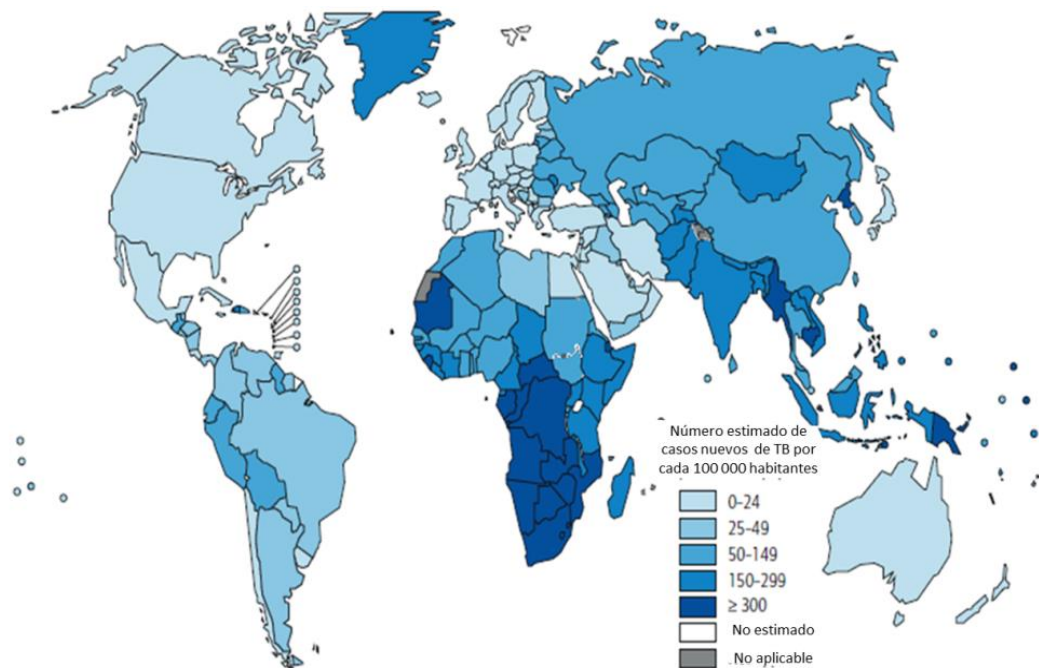 Número estimado de
casos nuevos de TB por
cada 100 000 habitantes
0–24
25–49
50–149
150–299
≥ 300
No estimado
No aplicable